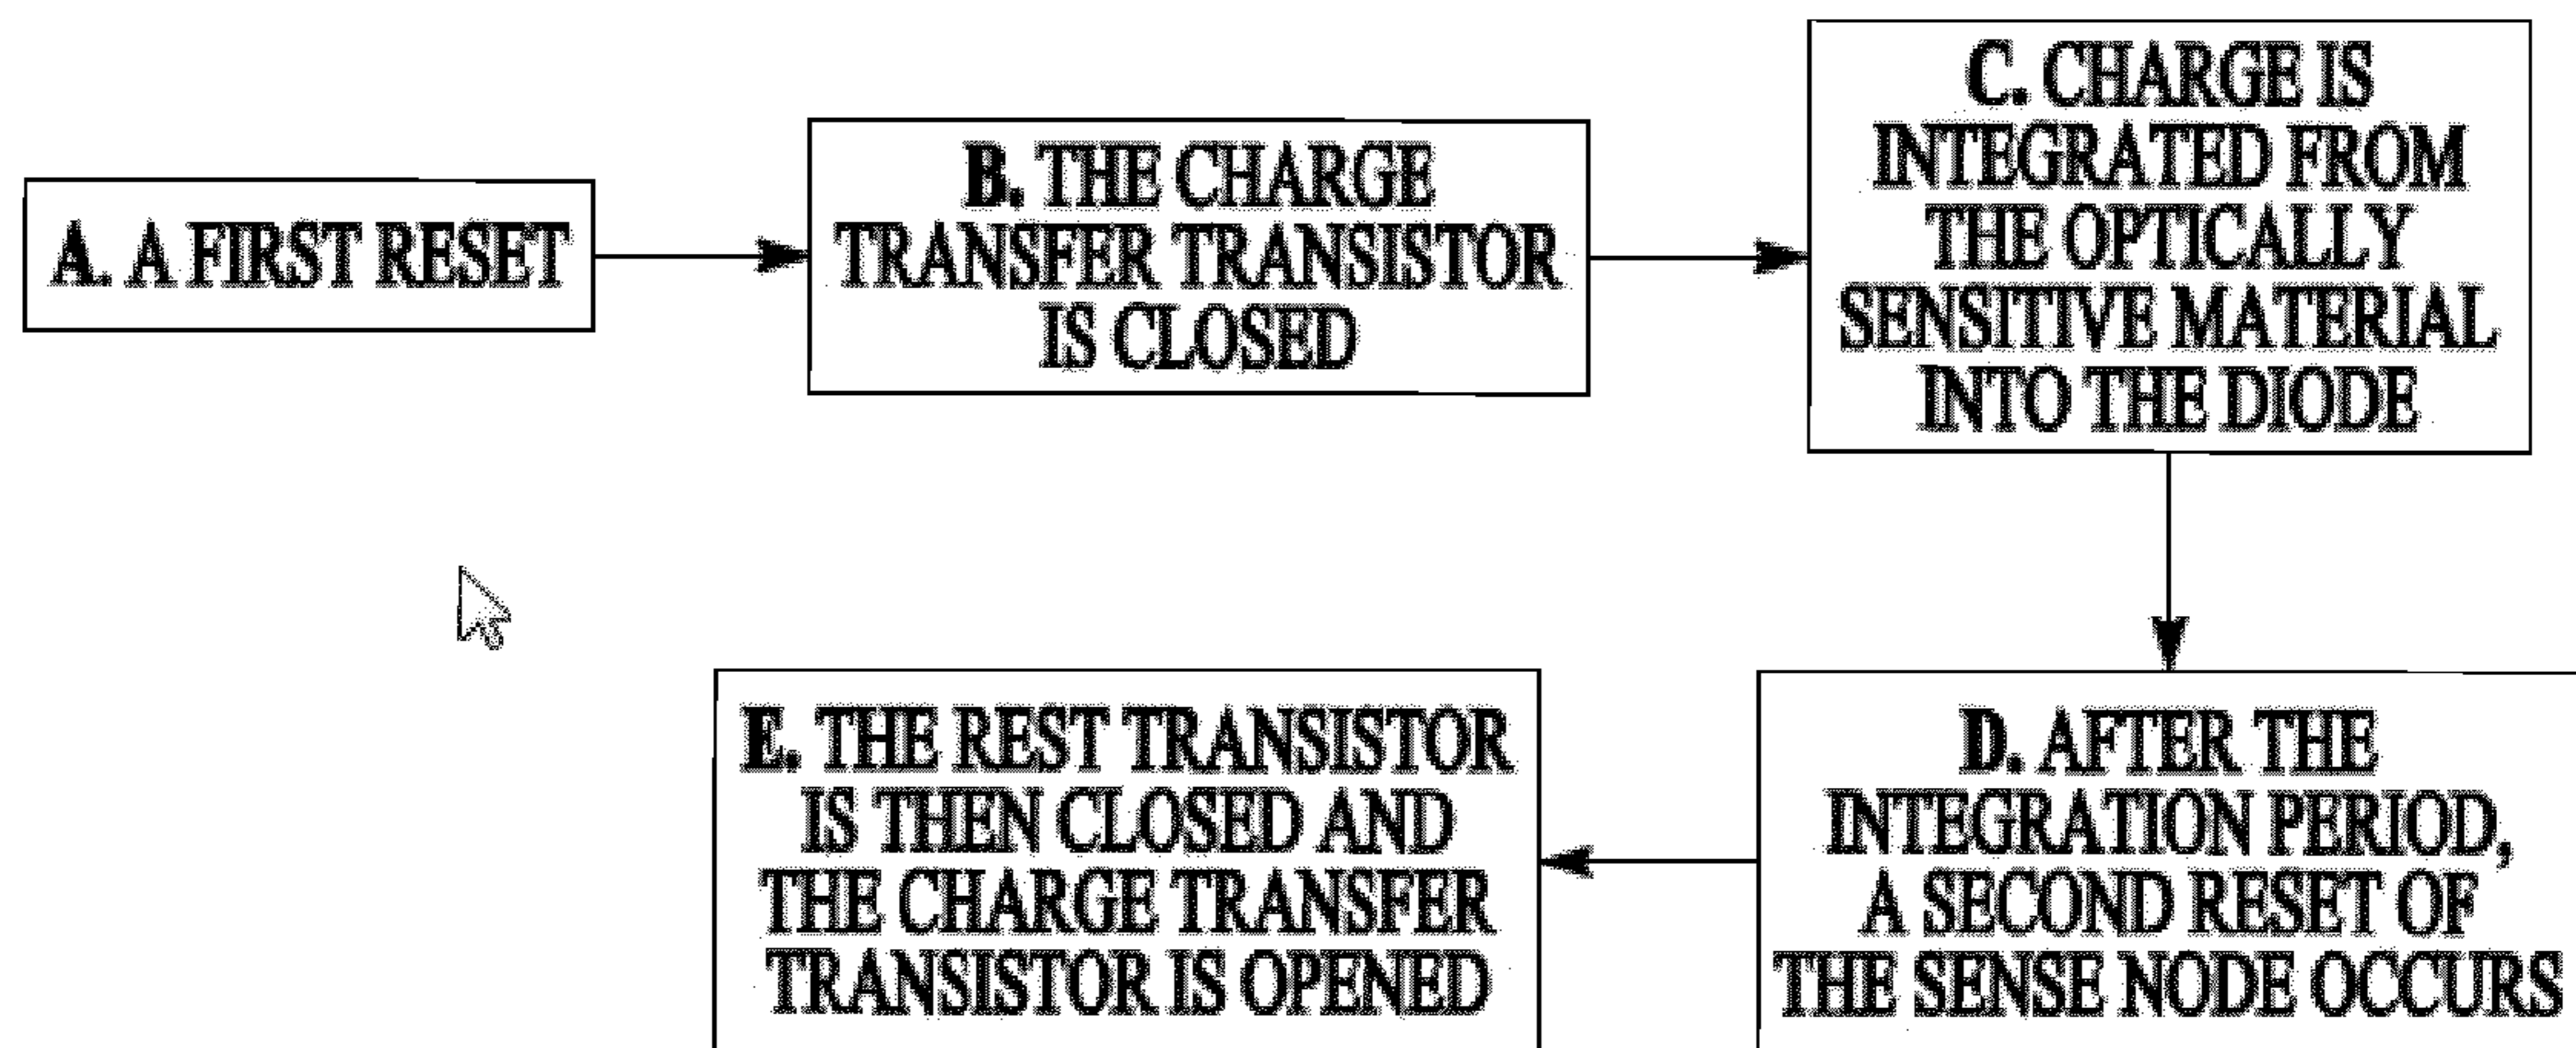 A. A FIRST RESET
B. THE CHARGE
TRANSFER TRANSISTOR
IS CLOSED
C. CHARGE IS
INTEGRATED FROM
THE OPTICALLY
SENSITIVE MATERIAL
INTO THE DIODE
D. AFTER THE
INTEGRATION PERIOD,
A SECOND RESET OF
THE SENSE NODE OCCURS
E. THE REST TRANSISTOR
IS THEN CLOSED AND
THE CHARGE TRANSFER
TRANSISTOR IS OPENED